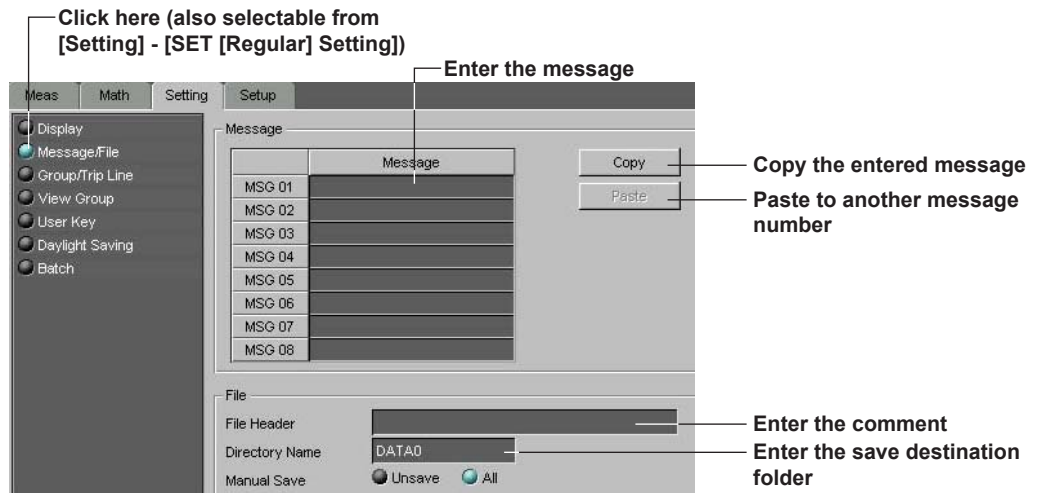 Click here (also selectable from
[Setting] - [SET [Regular] Setting])
Enter the message
Meas Math Setting Setup
Display
Message/File
Group/Trip Line
View Group
User Key
Daylight Saving
Batch
Message
Message
MSG 01
MSG 02
MSG 03
MSG 04
MSG 05
MSG 06
MSG 07
MSG 08
Copy
Paste
Copy the entered message
Paste to another message
number
File
File Header
Directory Name DATA0
Manual Save Unsave All
Enter the comment
Enter the save destination
folder